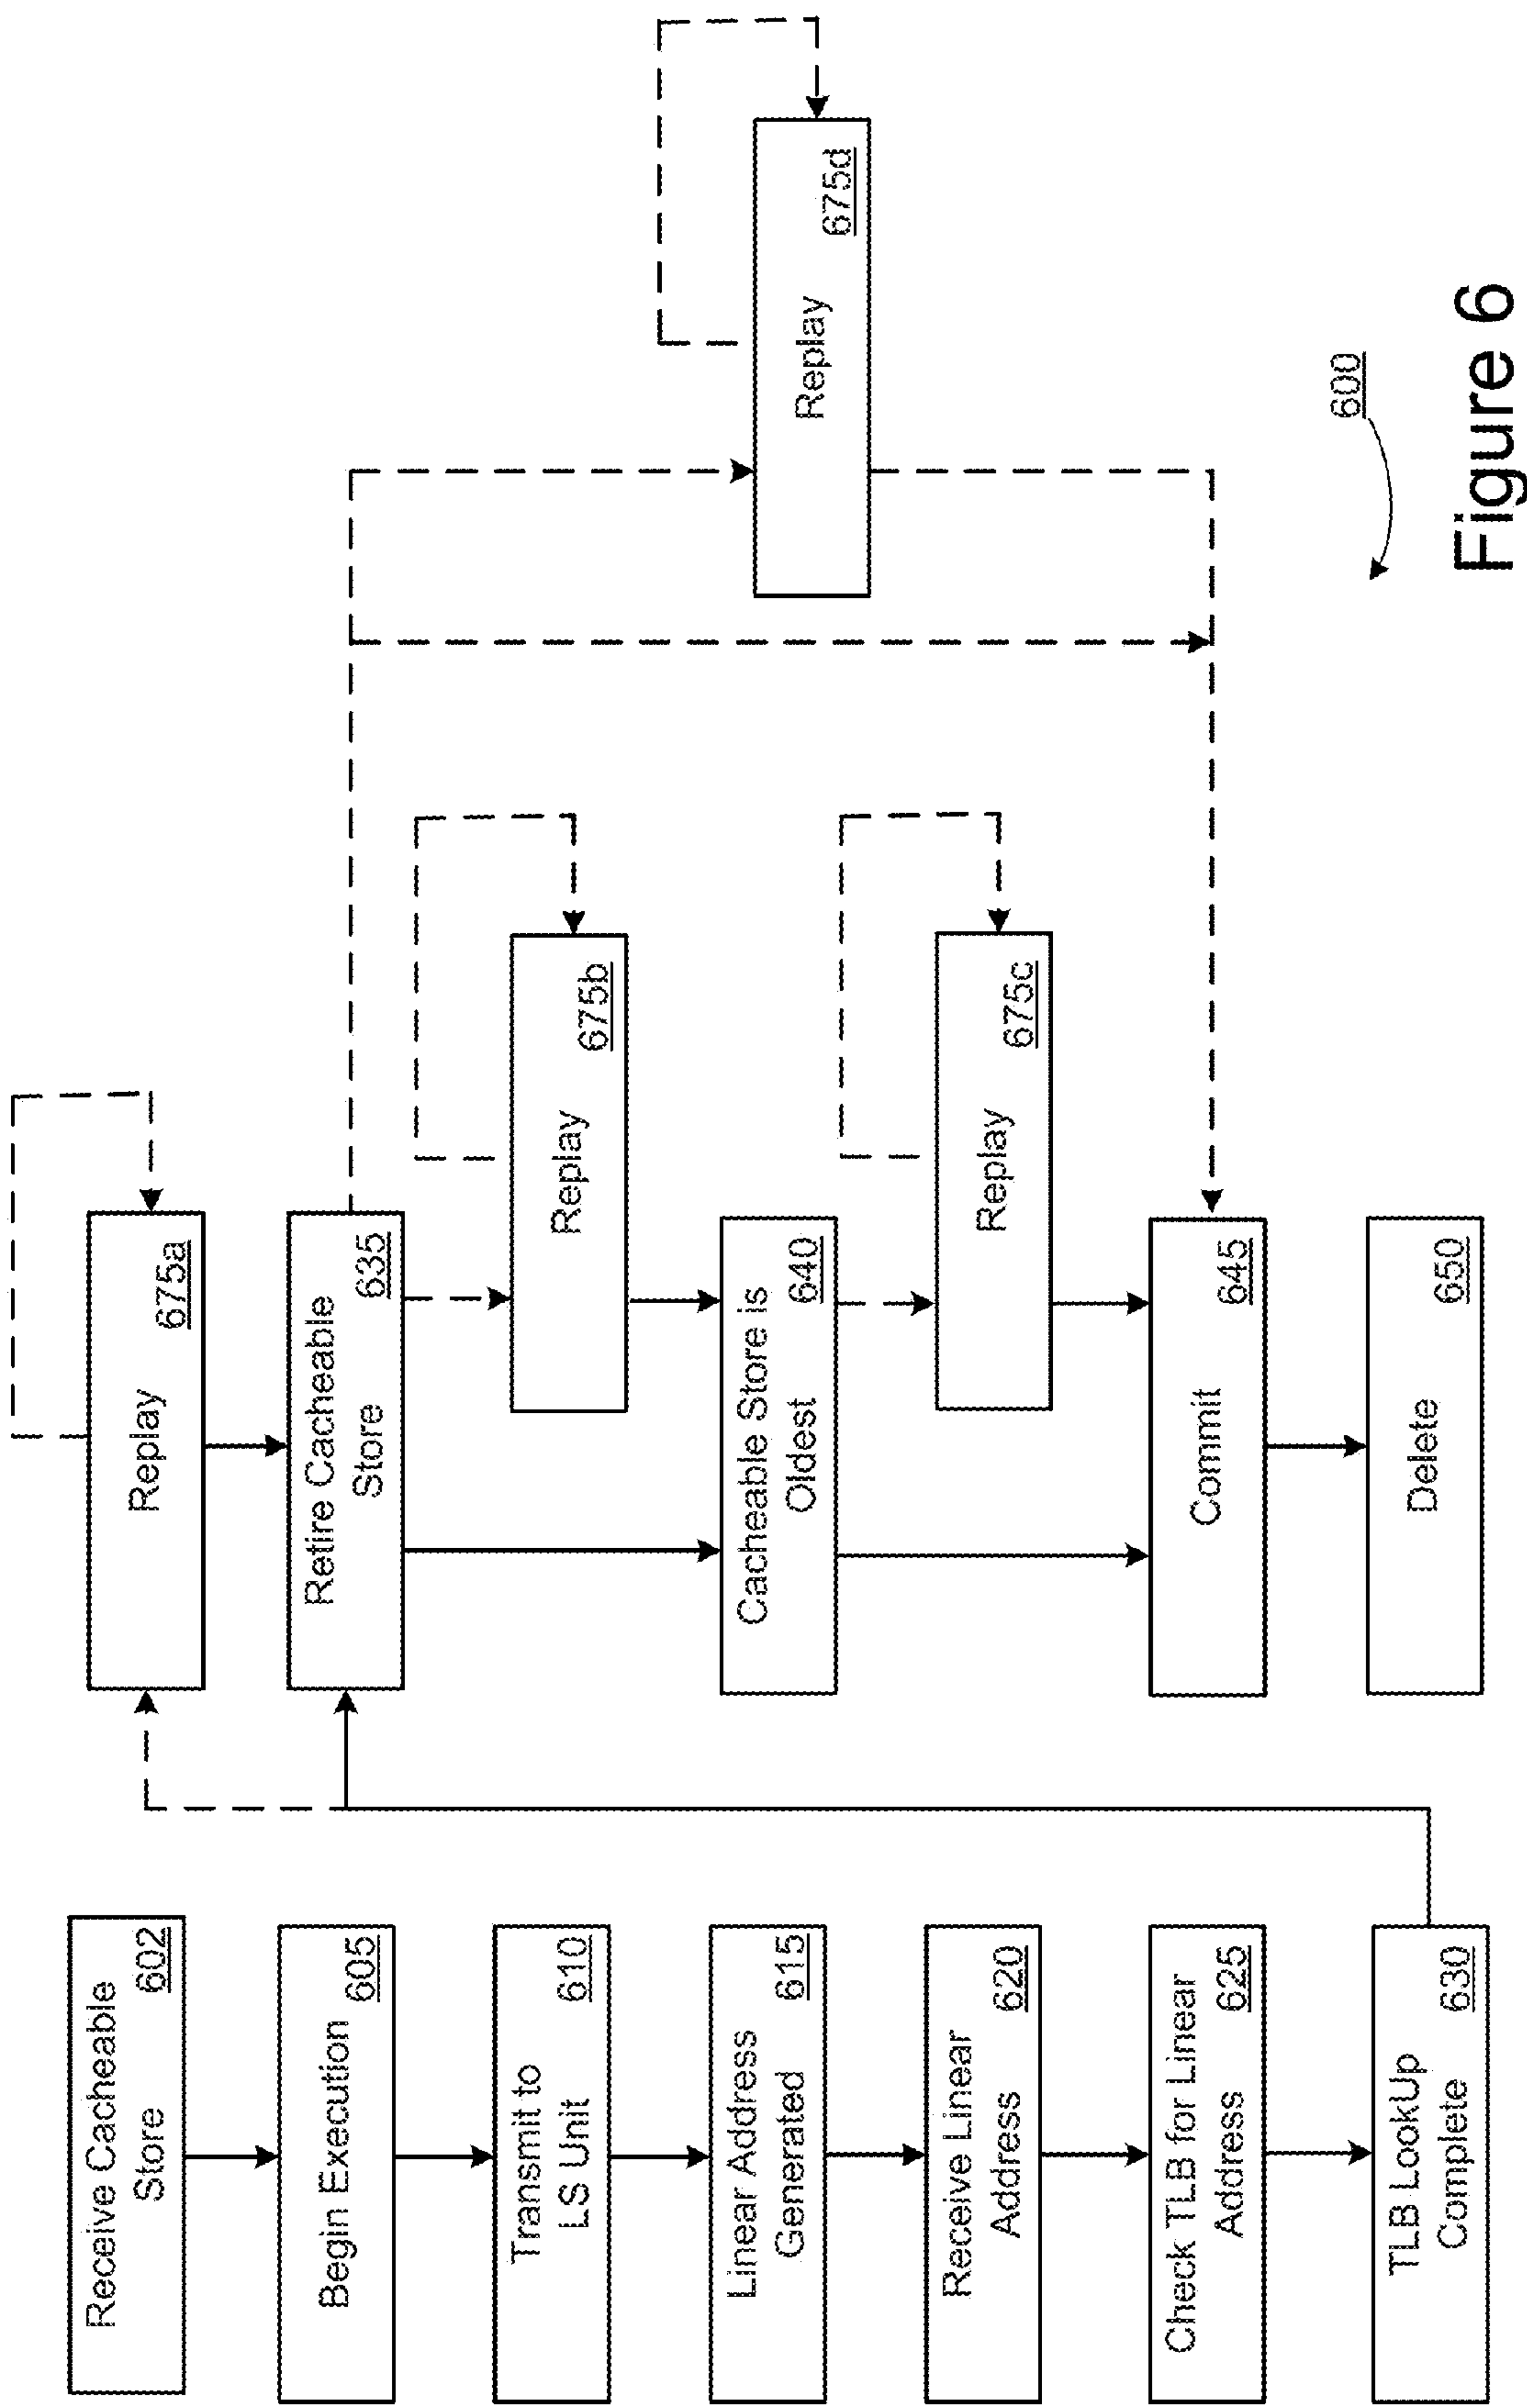 Receive Cacheable
Store
602
Begin Execution
605
Transmit to
LS Unit
610
Linear Address
Generated
615
Receive Linear
Address
620
Check TLB for Linear
Address
625
TLB LookUp
Complete
630
Replay
675a
Retire Cacheable
Store
635
Replay
675b
Cacheable Store is
Oldest
640
Replay
675c
Commit
645
Delete
650
Replay
675d
600
Figure 6